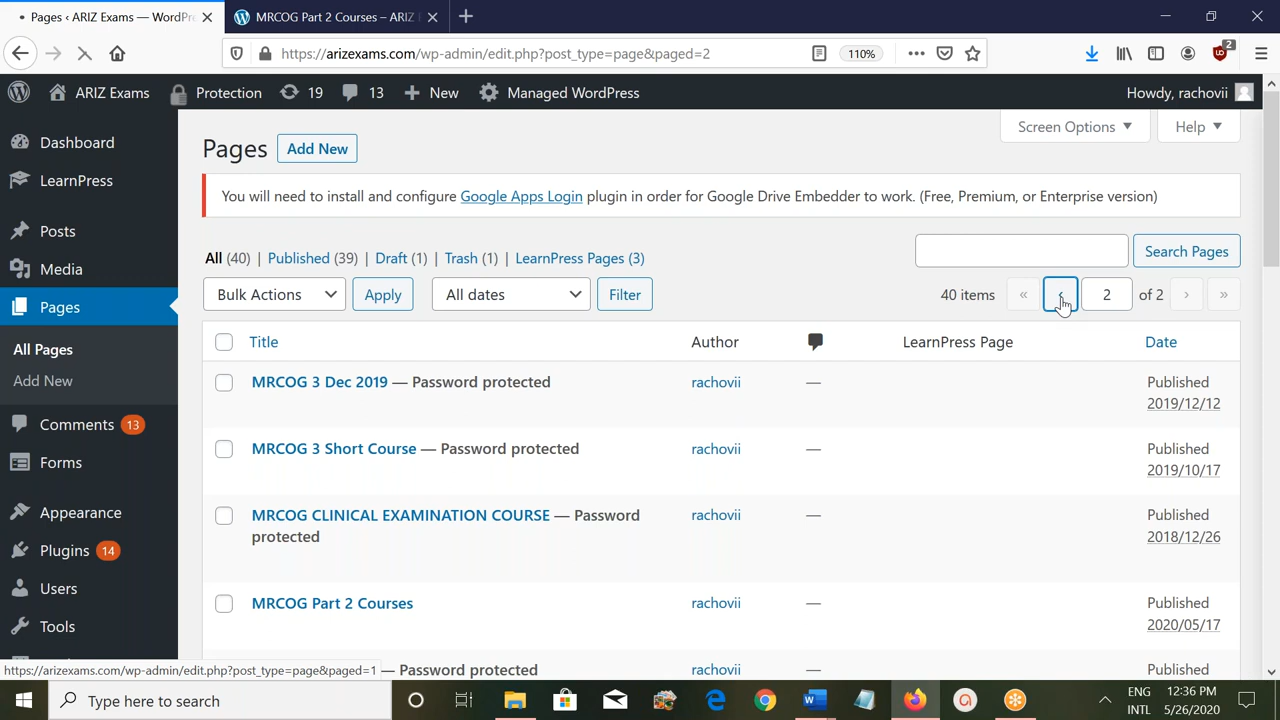 Pages ‹ ARIZ Exams — WordPr
MRCOG Part 2 Courses – ARIZ
https://arizexams.com/wp-admin/edit.php?post_type=page&paged=2
110%
2
ARIZ Exams
Protection
19
13
New
Managed WordPress
Howdy, rachovii
Dashboard
LearnPress
Posts
Media
Pages
All Pages
Add New
Comments 13
Forms
Appearance
Plugins 14
Users
Tools
Screen Options
Help
Pages
Add New
You will need to install and configure Google Apps Login plugin in order for Google Drive Embedder to work. (Free, Premium, or Enterprise version)
All (40) | Published (39) | Draft (1) | Trash (1) | LearnPress Pages (3)
Search Pages
Bulk Actions
Apply
All dates
Filter
40 items « ‹ 2 of 2 › »
Title Author LearnPress Page Date
MRCOG 3 Dec 2019 — Password protected rachovii — Published
2019/12/12
MRCOG 3 Short Course — Password protected rachovii — Published
2019/10/17
MRCOG CLINICAL EXAMINATION COURSE — Password rachovii — Published
protected 2018/12/26
MRCOG Part 2 Courses rachovii — Published
2020/05/17
— Password protected rachovii — Published
https://arizexams.com/wp-admin/edit.php?post_type=page&paged=1
Type here to search
ENG 12:36 PM
INTL 5/26/2020